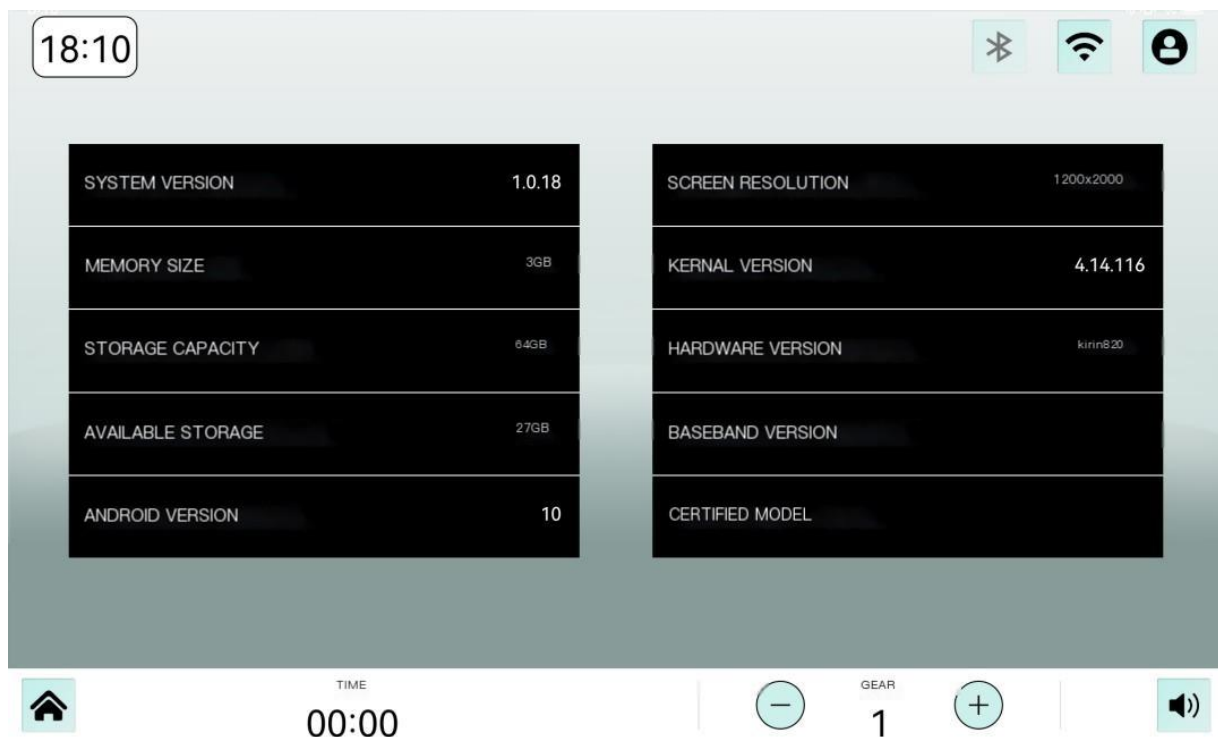 18:10
SYSTEM VERSION 1.0.18
MEMORY SIZE 3GB
STORAGE CAPACITY 64GB
AVAILABLE STORAGE 27GB
ANDROID VERSION 10
SCREEN RESOLUTION 1200x2000
KERNAL VERSION 4.14.116
HARDWARE VERSION kirin820
BASEBAND VERSION
CERTIFIED MODEL
TIME
00:00
GEAR
1